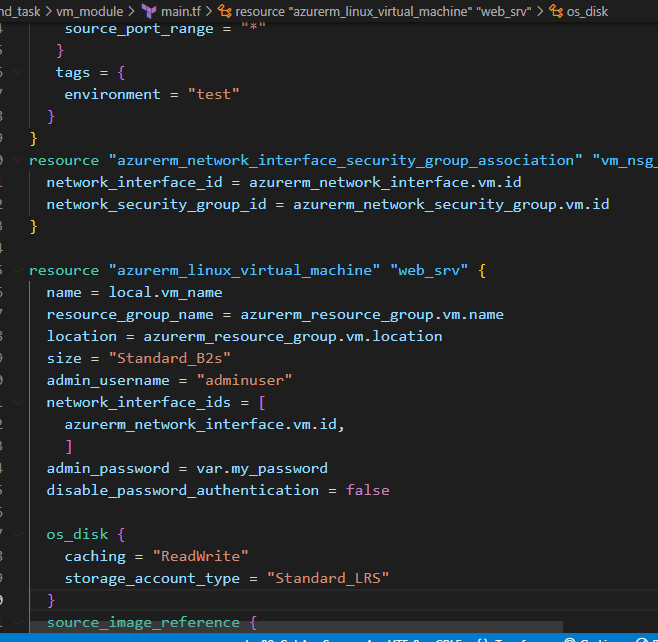 nd_task > vm_module > main.tf > resource "azurerm_linux_virtual_machine" "web_srv" > os_disk
source_port_range = "*"
}
tags = {
environment = "test"
}
}
resource "azurerm_network_interface_security_group_association" "vm_nsg_
network_interface_id = azurerm_network_interface.vm.id
network_security_group_id = azurerm_network_security_group.vm.id
}
resource "azurerm_linux_virtual_machine" "web_srv" {
name = local.vm_name
resource_group_name = azurerm_resource_group.vm.name
location = azurerm_resource_group.vm.location
size = "Standard_B2s"
admin_username = "adminuser"
network_interface_ids = [
azurerm_network_interface.vm.id,
]
admin_password = var.my_password
disable_password_authentication = false
os_disk {
caching = "ReadWrite"
storage_account_type = "Standard_LRS"
}
source_image_reference {